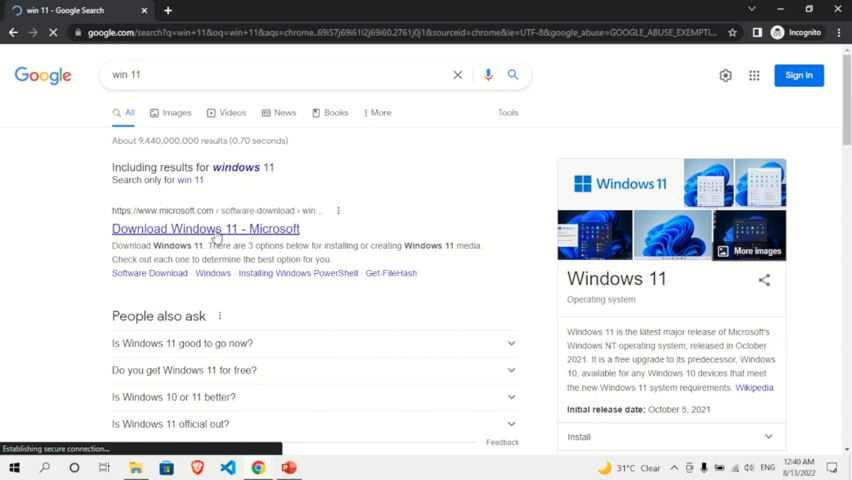 win 11 - Google Search
google.com/search?q=win+11&oq=win+11&aqs=chrome..69i57j69i61l2j69i60.2761j0j1&sourceid=chrome&ie=UTF-8&google_abuse=GOOGLE_ABUSE_EXEMPTI...
Incognito
Google
win 11
Sign in
All
Images
Videos
News
Books
More
Tools
About 9,440,000,000 results (0.70 seconds)
Including results for windows 11
Search only for win 11
https://www.microsoft.com › software-download › win...
Download Windows 11 - Microsoft
Download Windows 11. There are 3 options below for installing or creating Windows 11 media.
Check out each one to determine the best option for you.
Software Download · Windows · Installing Windows PowerShell · Get-FileHash
People also ask
Is Windows 11 good to go now?
Do you get Windows 11 for free?
Is Windows 10 or 11 better?
Is Windows 11 official out?
Feedback
Windows 11
More images
Windows 11
Operating system
Windows 11 is the latest major release of Microsoft's
Windows NT operating system, released in October
2021. It is a free upgrade to its predecessor, Windows
10, available for any Windows 10 devices that meet
the new Windows 11 system requirements. Wikipedia
Initial release date: October 5, 2021
Install
Establishing secure connection...
31°C Clear
ENG
12:40 AM
8/13/2022